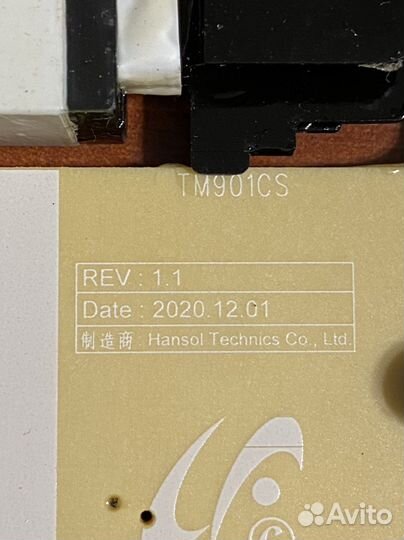 TM901CS
REV : 1.1
Date : 2020.12.01
制造商 : Hansol Technics Co., Ltd.
Avito